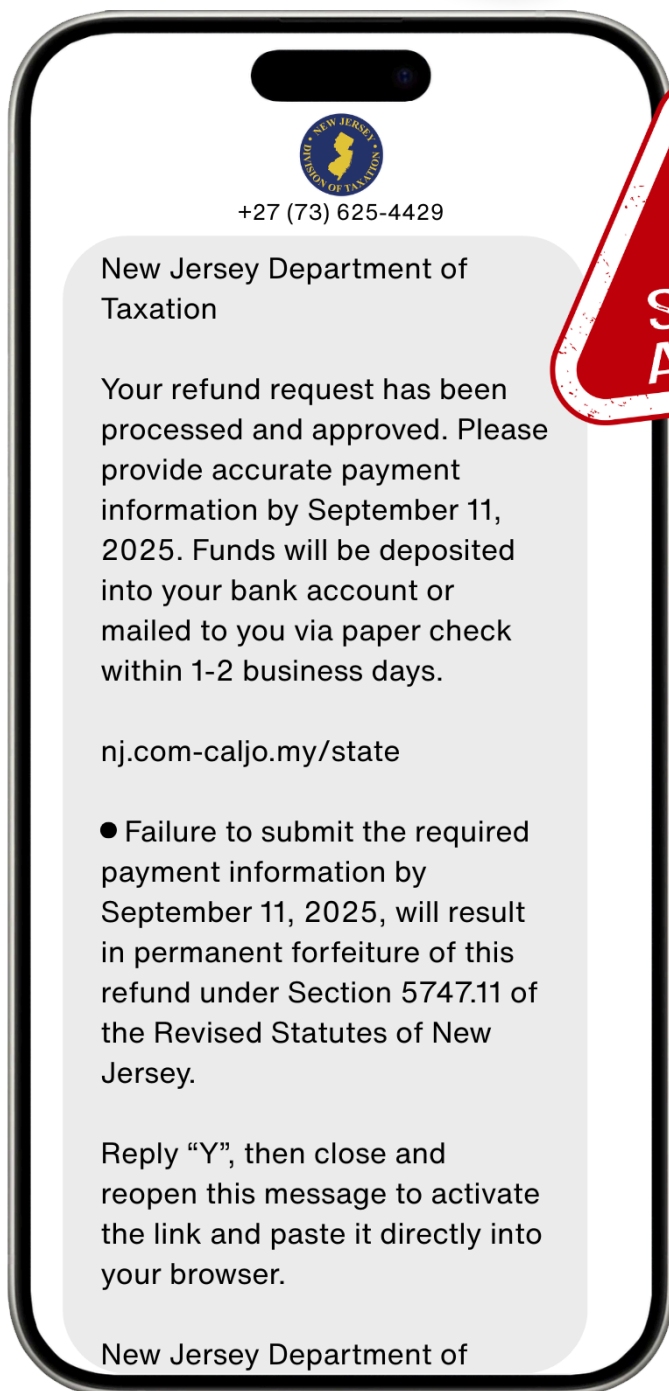 NEW JERSEY
DIVISION OF TAXATION
+27 (73) 625-4429
New Jersey Department of
Taxation
Your refund request has been
processed and approved. Please
provide accurate payment
information by September 11,
2025. Funds will be deposited
into your bank account or
mailed to you via paper check
within 1-2 business days.
nj.com-caljo.my/state
● Failure to submit the required
payment information by
September 11, 2025, will result
in permanent forfeiture of this
refund under Section 5747.11 of
the Revised Statutes of New
Jersey.
Reply “Y”, then close and
reopen this message to activate
the link and paste it directly into
your browser.
New Jersey Department of